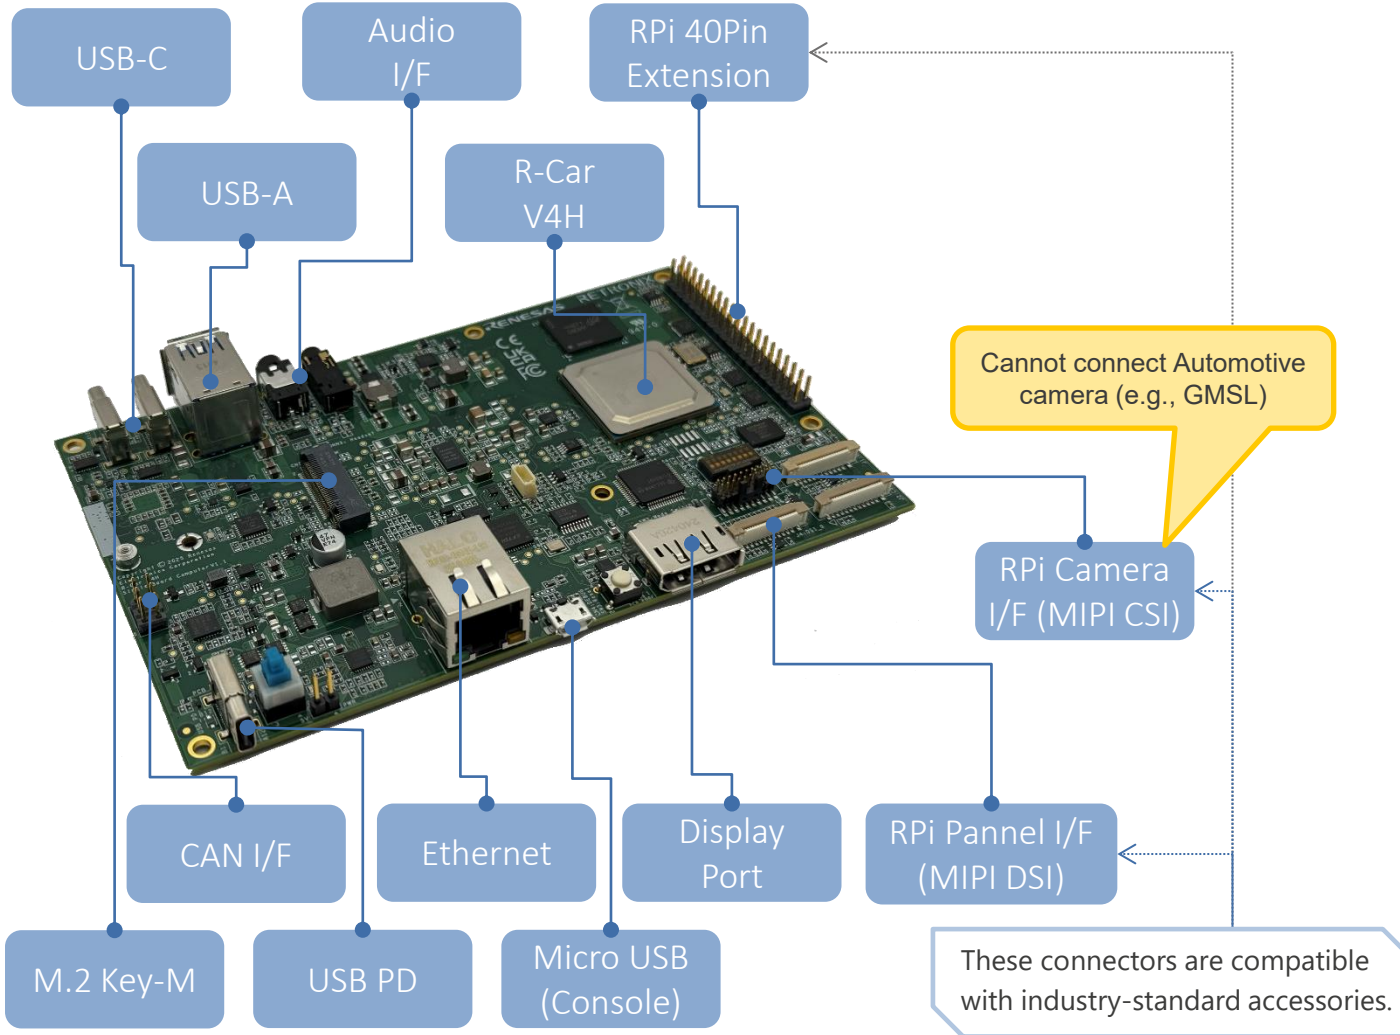 USB-C
Audio
I/F
RPi 40Pin
Extension
USB-A
R-Car
V4H
Cannot connect Automotive
camera (e.g., GMSL)
RENESAS
RETRONIX
RPi Camera
I/F (MIPI CSI)
CAN I/F
Ethernet
Display
Port
RPi Pannel I/F
(MIPI DSI)
M.2 Key-M
USB PD
Micro USB
(Console)
These connectors are compatible
with industry-standard accessories.